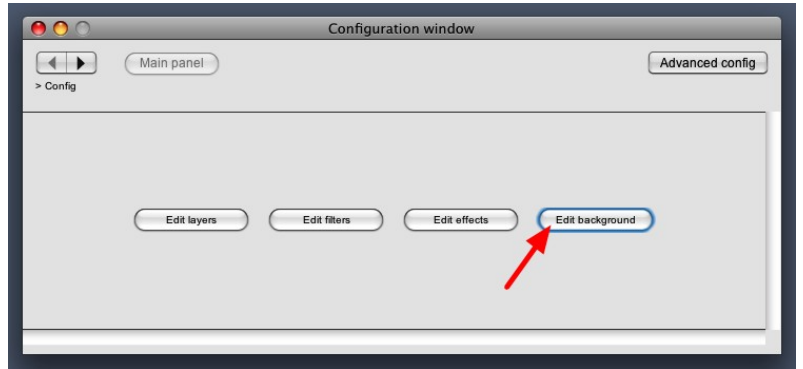 Configuration window
Main panel
Advanced config
> Config
Edit layers
Edit filters
Edit effects
Edit background